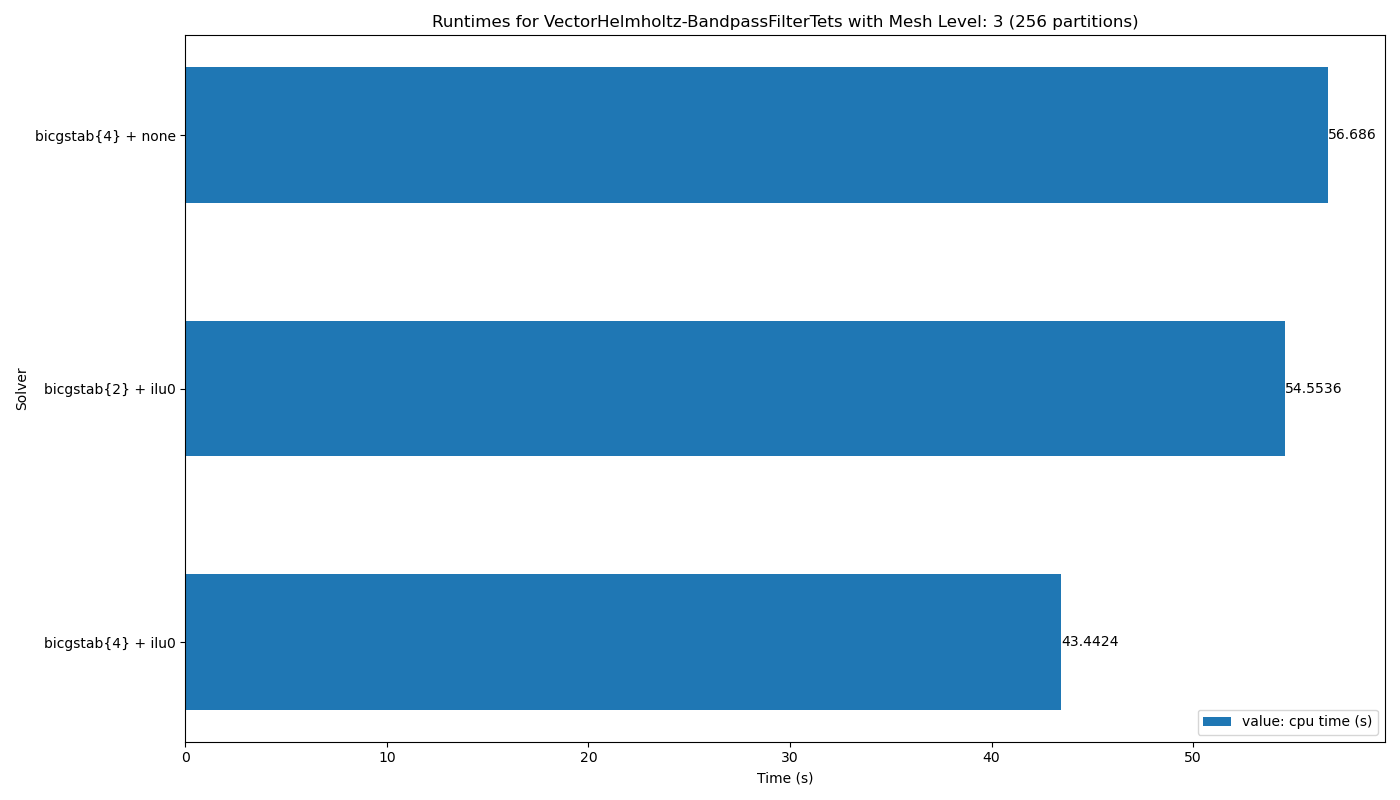 Runtimes for VectorHelmholtz-BandpassFilterTets with Mesh Level: 3 (256 partitions)
bicgstab{4} + none
56.686
bicgstab{2} + ilu0
54.5536
bicgstab{4} + ilu0
43.4424
Solver
value: cpu time (s)
0 10 20 30 40 50
Time (s)